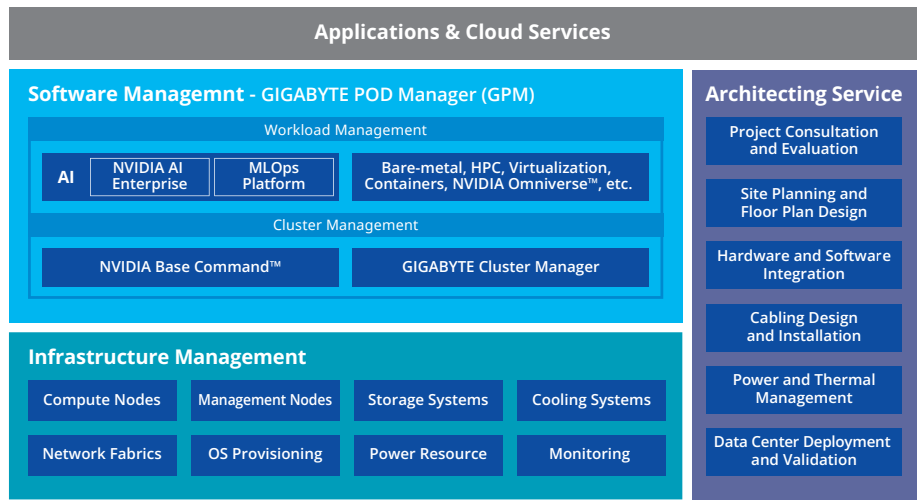 Applications & Cloud Services
Software Managemnt - GIGABYTE POD Manager (GPM)
Workload Management
AI
NVIDIA AI
Enterprise
MLOps
Platform
Bare-metal, HPC, Virtualization,
Containers, NVIDIA Omniverse™, etc.
Cluster Management
NVIDIA Base Command™
GIGABYTE Cluster Manager
Infrastructure Management
Compute Nodes
Management Nodes
Storage Systems
Cooling Systems
Network Fabrics
OS Provisioning
Power Resource
Monitoring
Architecting Service
Project Consultation
and Evaluation
Site Planning and
Floor Plan Design
Hardware and Software
Integration
Cabling Design
and Installation
Power and Thermal
Management
Data Center Deployment
and Validation